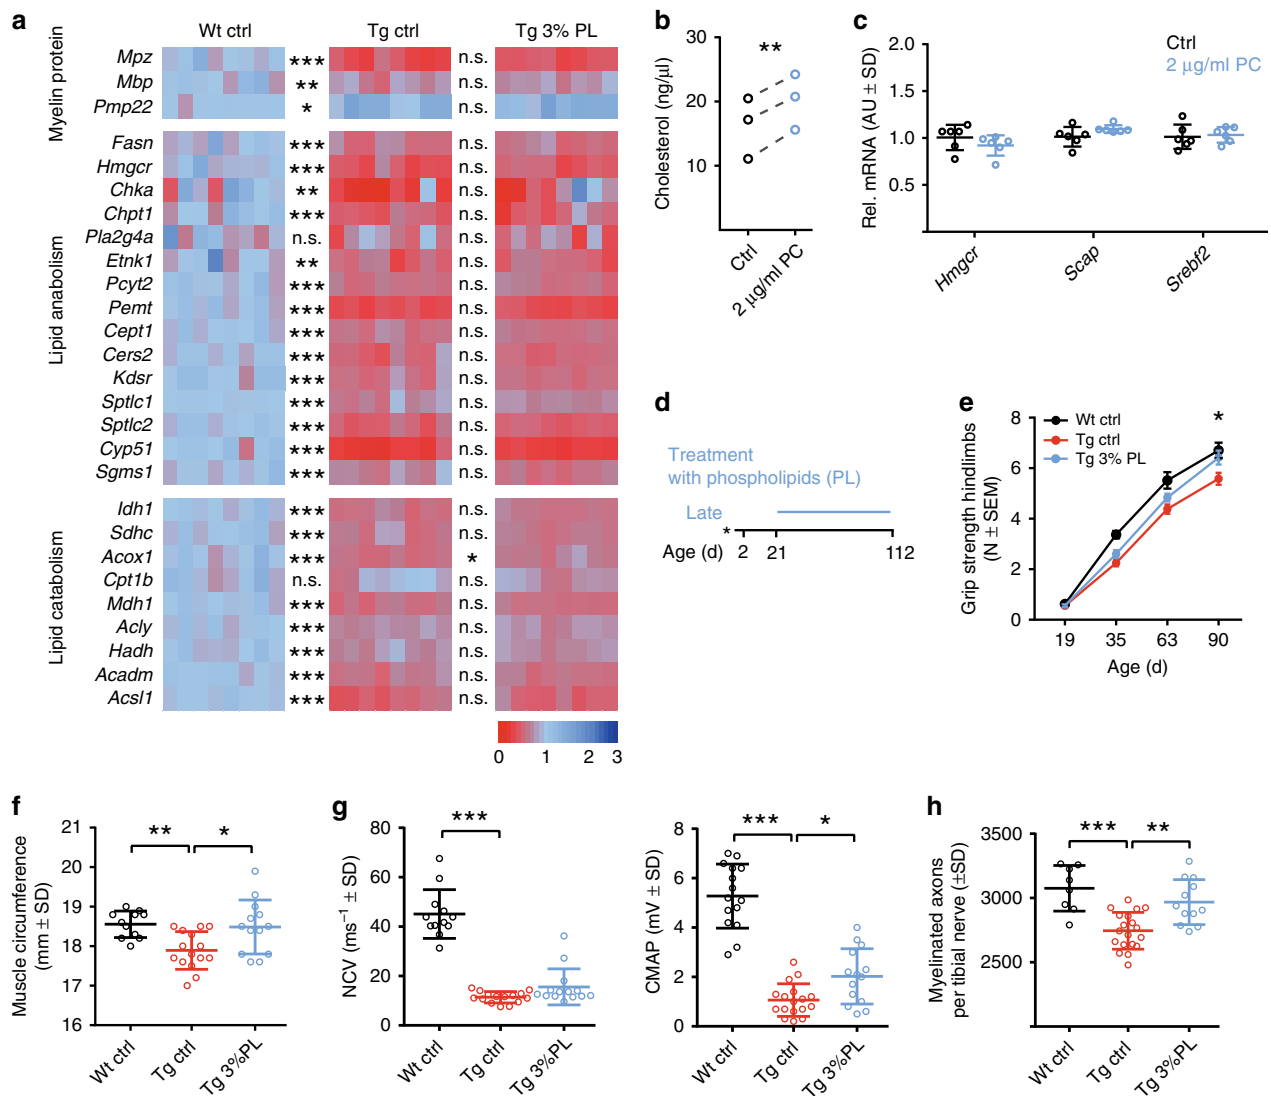 a
Wt ctrl
Tg ctrl
Tg 3% PL
Myelin protein
Mpz *** n.s.
Mbp ** n.s.
Pmp22 * n.s.
Lipid anabolism
Fasn *** n.s.
Hmgcr *** n.s.
Chka ** n.s.
Chpt1 *** n.s.
Pla2g4a n.s. n.s.
Etnk1 ** n.s.
Pcyt2 *** n.s.
Pemt *** n.s.
Cept1 *** n.s.
Cers2 *** n.s.
Kdsr *** n.s.
Sptlc1 *** n.s.
Sptlc2 *** n.s.
Cyp51 *** n.s.
Sgms1 *** n.s.
Lipid catabolism
Idh1 *** n.s.
Sdhc *** n.s.
Acox1 *** *
Cpt1b n.s. n.s.
Mdh1 *** n.s.
Acly *** n.s.
Hadh *** n.s.
Acadm *** n.s.
Acsl1 *** n.s.
0 1 2 3
b
Cholesterol (ng/μl)
30
20
10
**
Ctrl
2 μg/ml PC
c
Rel. mRNA (AU ± SD)
2.0
1.5
1.0
0.5
Ctrl
2 μg/ml PC
Hmgcr
Scap
Srebf2
d
Treatment
with phospholipids (PL)
Late
*
Age (d) 2 21 112
e
Grip strength hindlimbs
(N ± SEM)
8
6
4
2
0
Wt ctrl
Tg ctrl
Tg 3% PL
*
19 35 63 90
Age (d)
f
Muscle circumference
(mm ± SD)
21
19
18
17
16
** *
Wt ctrl
Tg ctrl
Tg 3%PL
g
NCV (ms⁻¹ ± SD)
80
60
40
20
0
***
Wt ctrl
Tg ctrl
Tg 3%PL
CMAP (mV ± SD)
8
6
4
2
0
*** *
Wt ctrl
Tg ctrl
Tg 3%PL
h
Myelinated axons
per tibial nerve (±SD)
3500
3000
2500
*** **
Wt ctrl
Tg ctrl
Tg 3%PL